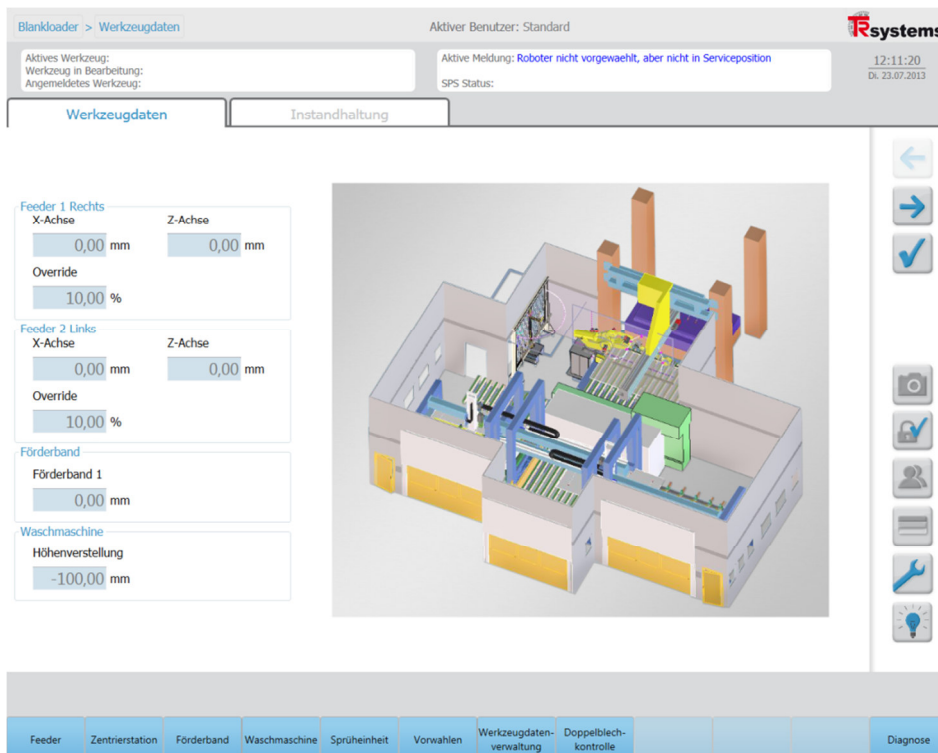 Blankloader > Werkzeugdaten
Aktiver Benutzer: Standard
TRsystems
Aktives Werkzeug:
Werkzeug in Bearbeitung:
Angemeldetes Werkzeug:
Aktive Meldung: Roboter nicht vorgewaehlt, aber nicht in Serviceposition
SPS Status:
12:11:20
Di. 23.07.2013
Werkzeugdaten
Instandhaltung
Feeder 1 Rechts
X-Achse Z-Achse
0,00 mm 0,00 mm
Override
10,00 %
Feeder 2 Links
X-Achse Z-Achse
0,00 mm 0,00 mm
Override
10,00 %
Förderband
Förderband 1
0,00 mm
Waschmaschine
Höhenverstellung
-100,00 mm
Feeder
Zentrierstation
Förderband
Waschmaschine
Sprüheinheit
Vorwahlen
Werkzeugdaten-
verwaltung
Doppelblech-
kontrolle
Diagnose